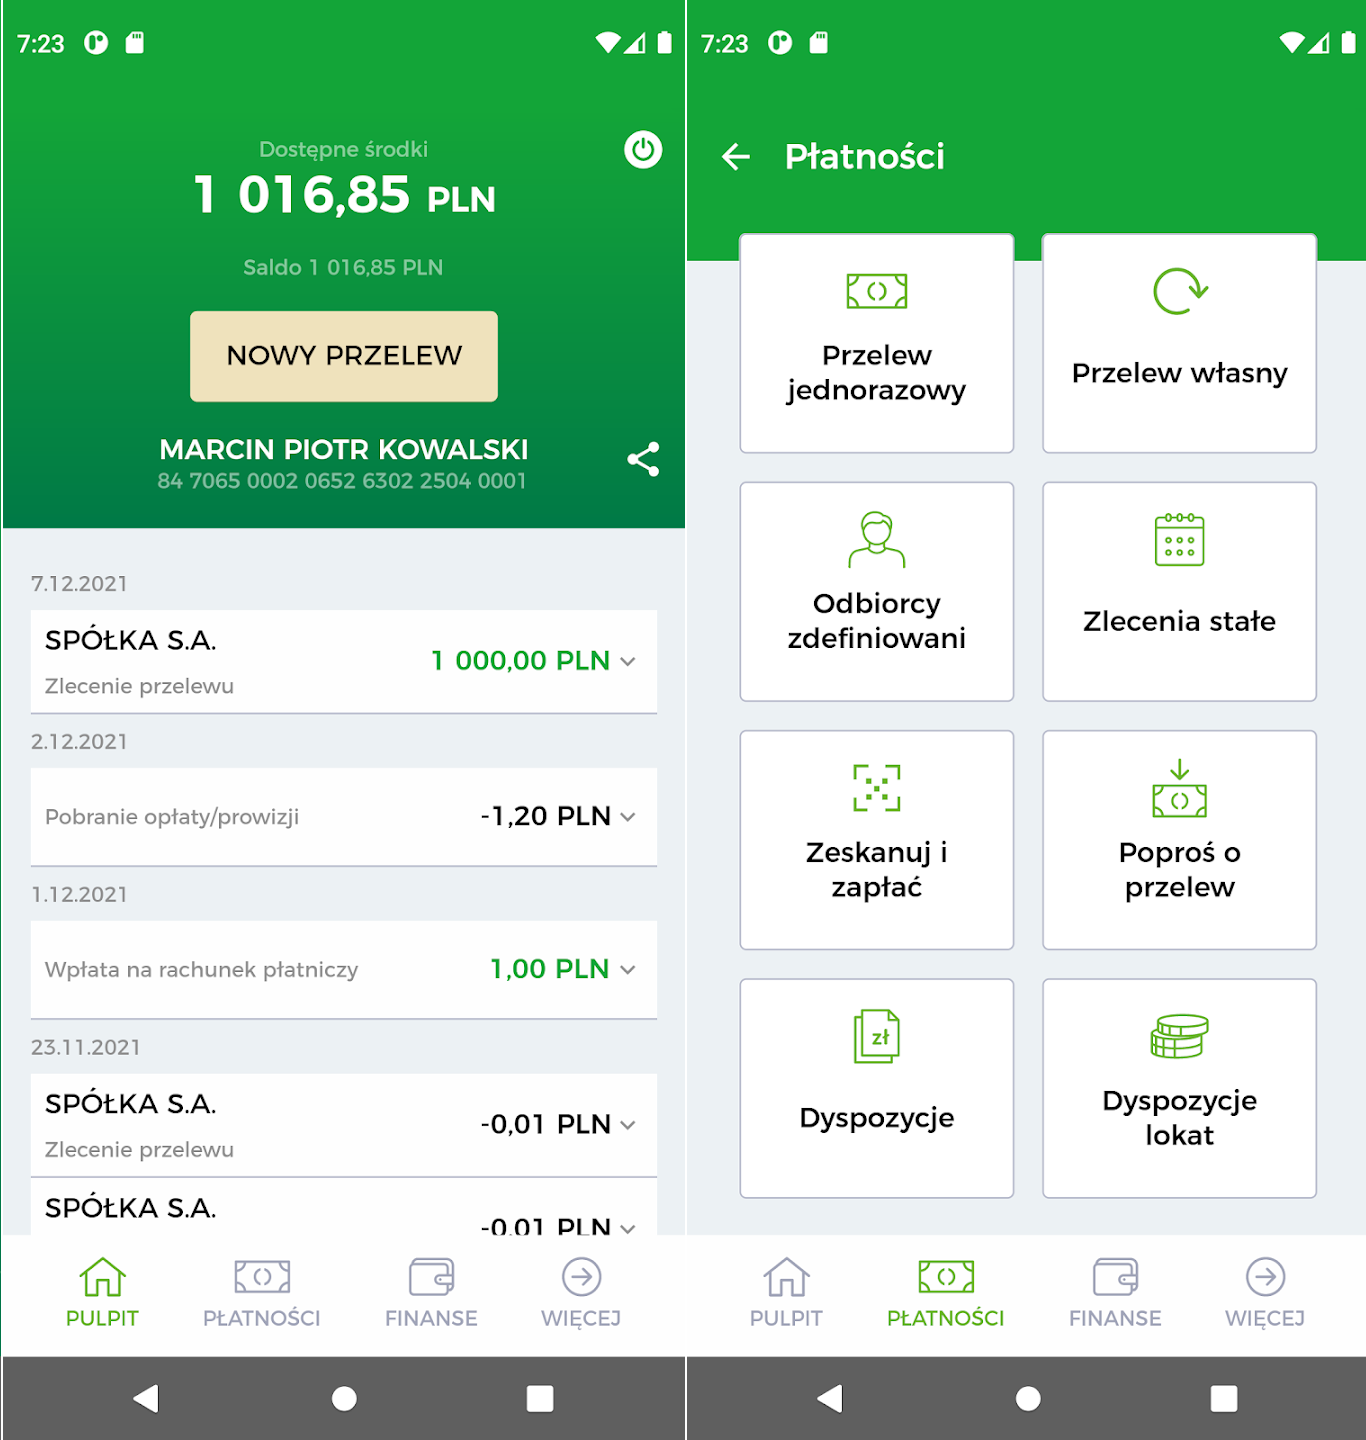 7:23
Dostępne środki
1 016,85 PLN
Saldo 1 016,85 PLN
NOWY PRZELEW
MARCIN PIOTR KOWALSKI
84 7065 0002 0652 6302 2504 0001
7.12.2021
SPÓŁKA S.A.
1 000,00 PLN
Zlecenie przelewu
2.12.2021
Pobranie opłaty/prowizji
-1,20 PLN
1.12.2021
Wpłata na rachunek płatniczy
1,00 PLN
23.11.2021
SPÓŁKA S.A.
-0,01 PLN
Zlecenie przelewu
SPÓŁKA S.A.
-0,01 PLN
PULPIT
PŁATNOŚCI
FINANSE
WIĘCEJ
7:23
Płatności
Przelew
jednorazowy
Przelew własny
Odbiorcy
zdefiniowani
Zlecenia stałe
Zeskanuj i
zapłać
Poproś o
przelew
zł
Dyspozycje
Dyspozycje
lokat
PULPIT
PŁATNOŚCI
FINANSE
WIĘCEJ